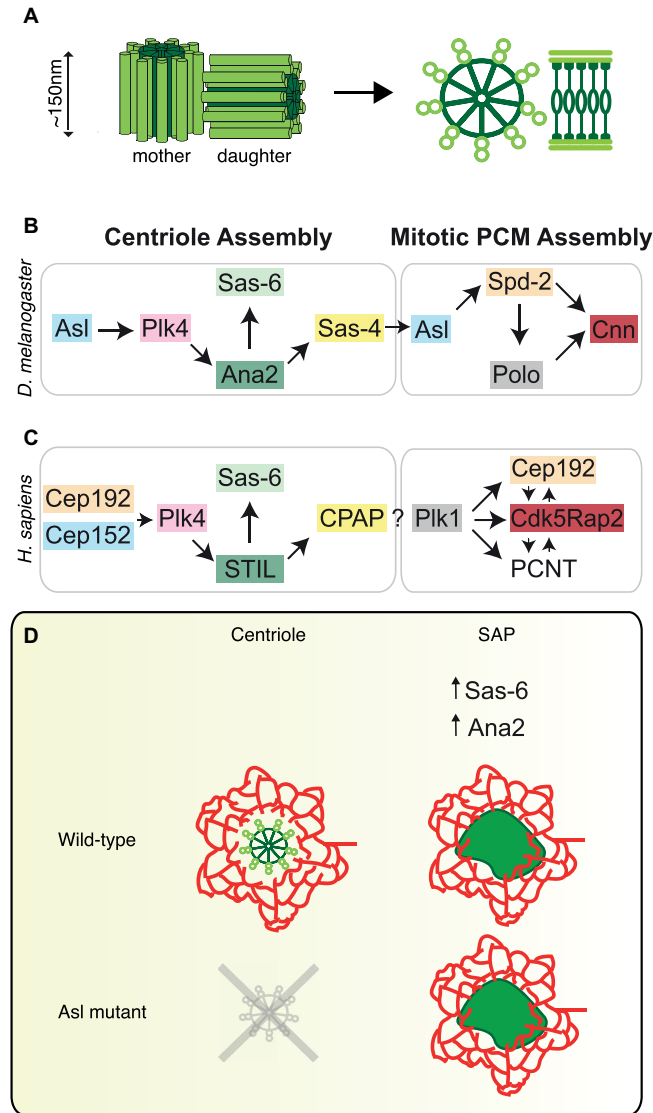 A
~150nm
mother
daughter
B
Centriole Assembly
Mitotic PCM Assembly
D. melanogaster
Sas-6
Asl
Plk4
Ana2
Sas-4
Asl
Spd-2
Polo
Cnn
C
H. sapiens
Cep192
Cep152
Plk4
Sas-6
STIL
CPAP
?
Plk1
Cep192
Cdk5Rap2
PCNT
D
Centriole
SAP
Sas-6
Ana2
Wild-type
Asl mutant